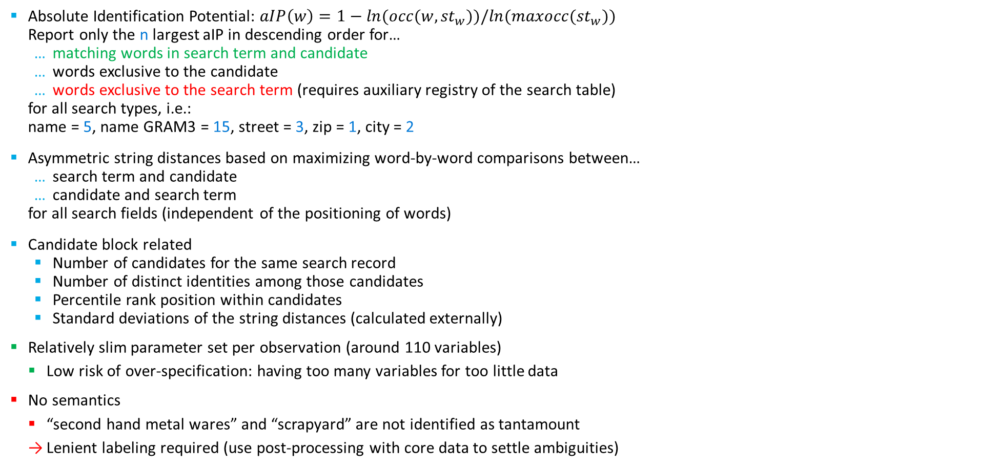 Absolute Identification Potential: aIP(w) = 1 − ln(occ(w, st_w))/ln(maxocc(st_w))
Report only the n largest aIP in descending order for…
… matching words in search term and candidate
… words exclusive to the candidate
… words exclusive to the search term (requires auxiliary registry of the search table)
for all search types, i.e.:
name = 5, name GRAM3 = 15, street = 3, zip = 1, city = 2
Asymmetric string distances based on maximizing word-by-word comparisons between…
… search term and candidate
… candidate and search term
for all search fields (independent of the positioning of words)
Candidate block related
Number of candidates for the same search record
Number of distinct identities among those candidates
Percentile rank position within candidates
Standard deviations of the string distances (calculated externally)
Relatively slim parameter set per observation (around 110 variables)
Low risk of over-specification: having too many variables for too little data
No semantics
“second hand metal wares” and “scrapyard” are not identified as tantamount
→ Lenient labeling required (use post-processing with core data to settle ambiguities)